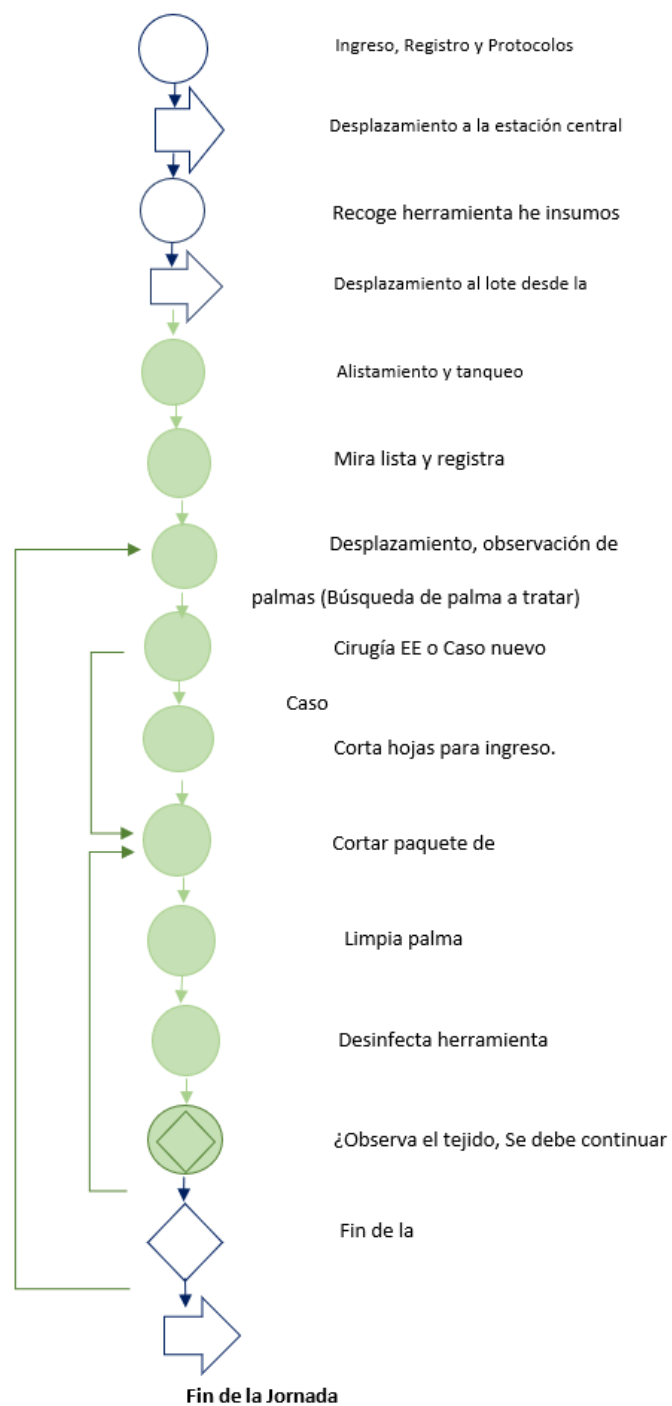 Ingreso, Registro y Protocolos
Desplazamiento a la estación central
Recoge herramienta he insumos
Desplazamiento al lote desde la
Alistamiento y tanqueo
Mira lista y registra
Desplazamiento, observación de
palmas (Búsqueda de palma a tratar)
Cirugía EE o Caso nuevo
Caso
Corta hojas para ingreso.
Cortar paquete de
Limpia palma
Desinfecta herramienta
¿Observa el tejido, Se debe continuar
Fin de la
Fin de la Jornada